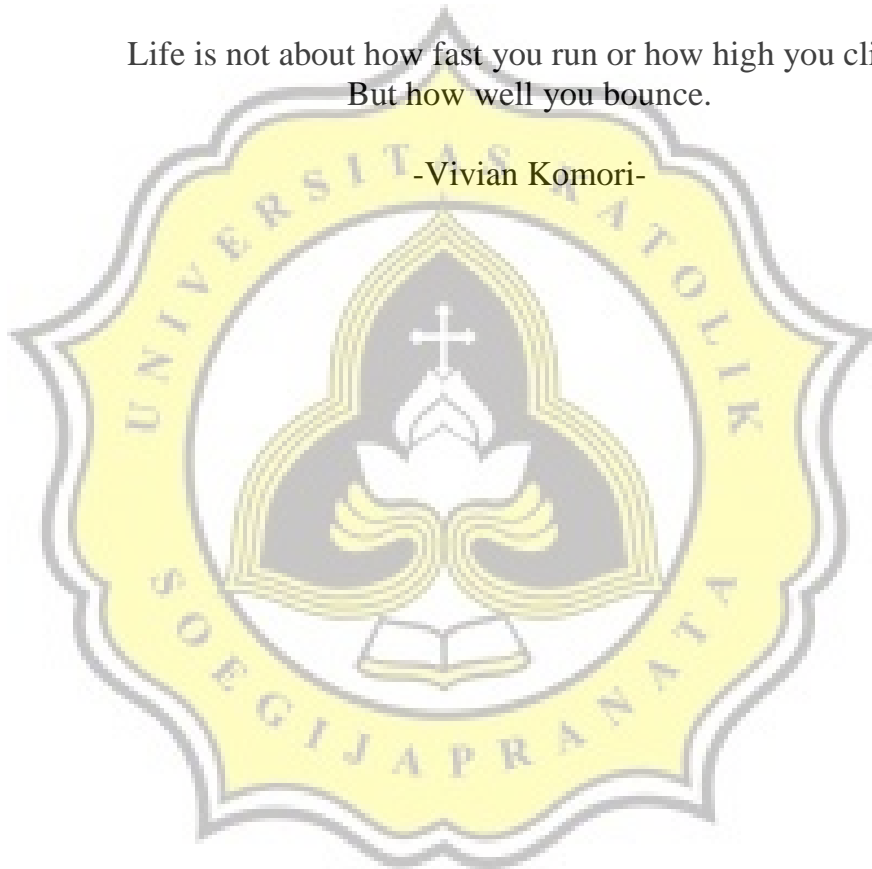 Life is not about how fast you run or how high you cli
But how well you bounce.
-Vivian Komori-
UNIVERSITAS KATOLIK
SOEGIJAPRANATA